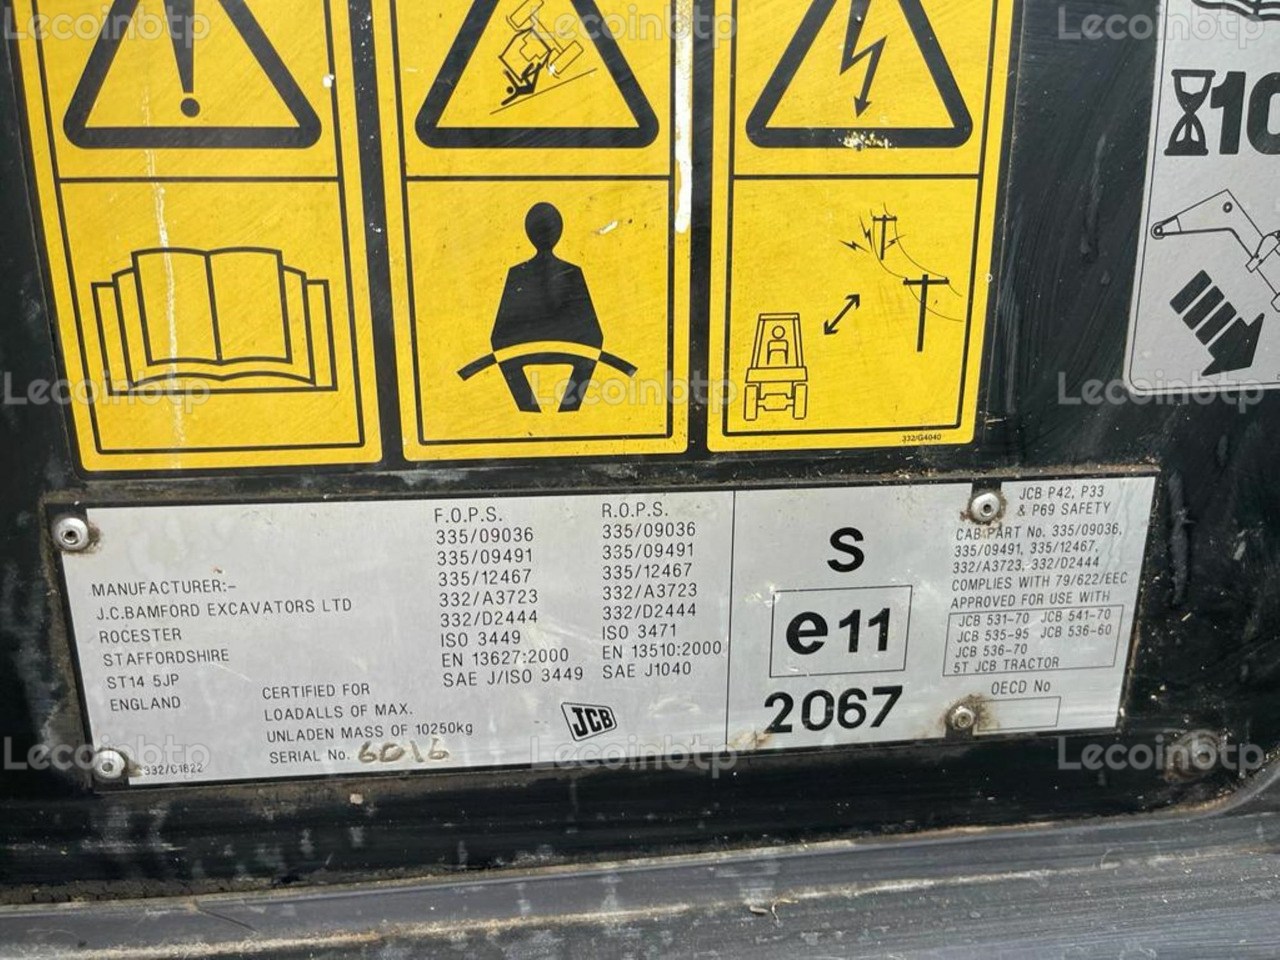 Lecoinbtp Lecoinbtp Lecoinbtp Lecoinbtp
10
Lecoinbtp Lecoinbtp Lecoinbtp Lecoinbtp
332/G4040
MANUFACTURER:-
J.C.BAMFORD EXCAVATORS LTD
ROCESTER
STAFFORDSHIRE
ST14 5JP
ENGLAND
F.O.P.S.
335/09036
335/09491
335/12467
332/A3723
332/D2444
ISO 3449
EN 13627:2000
SAE J/ISO 3449
R.O.P.S.
335/09036
335/09491
335/12467
332/A3723
332/D2444
ISO 3471
EN 13510:2000
SAE J1040
CERTIFIED FOR
LOADALLS OF MAX.
UNLADEN MASS OF 10250kg
SERIAL No. 6016
JCB
332/C1622
S
e11
2067
JCB P42, P33
& P69 SAFETY
CAB PART No. 335/09036,
335/09491, 335/12467,
332/A3723, 332/D2444
COMPLIES WITH 79/622/EEC
APPROVED FOR USE WITH
JCB 531-70 JCB 541-70
JCB 535-95 JCB 536-60
JCB 536-70
5T JCB TRACTOR
OECD No
Lecoinbtp Lecoinbtp Lecoinbtp Lecoinbtp